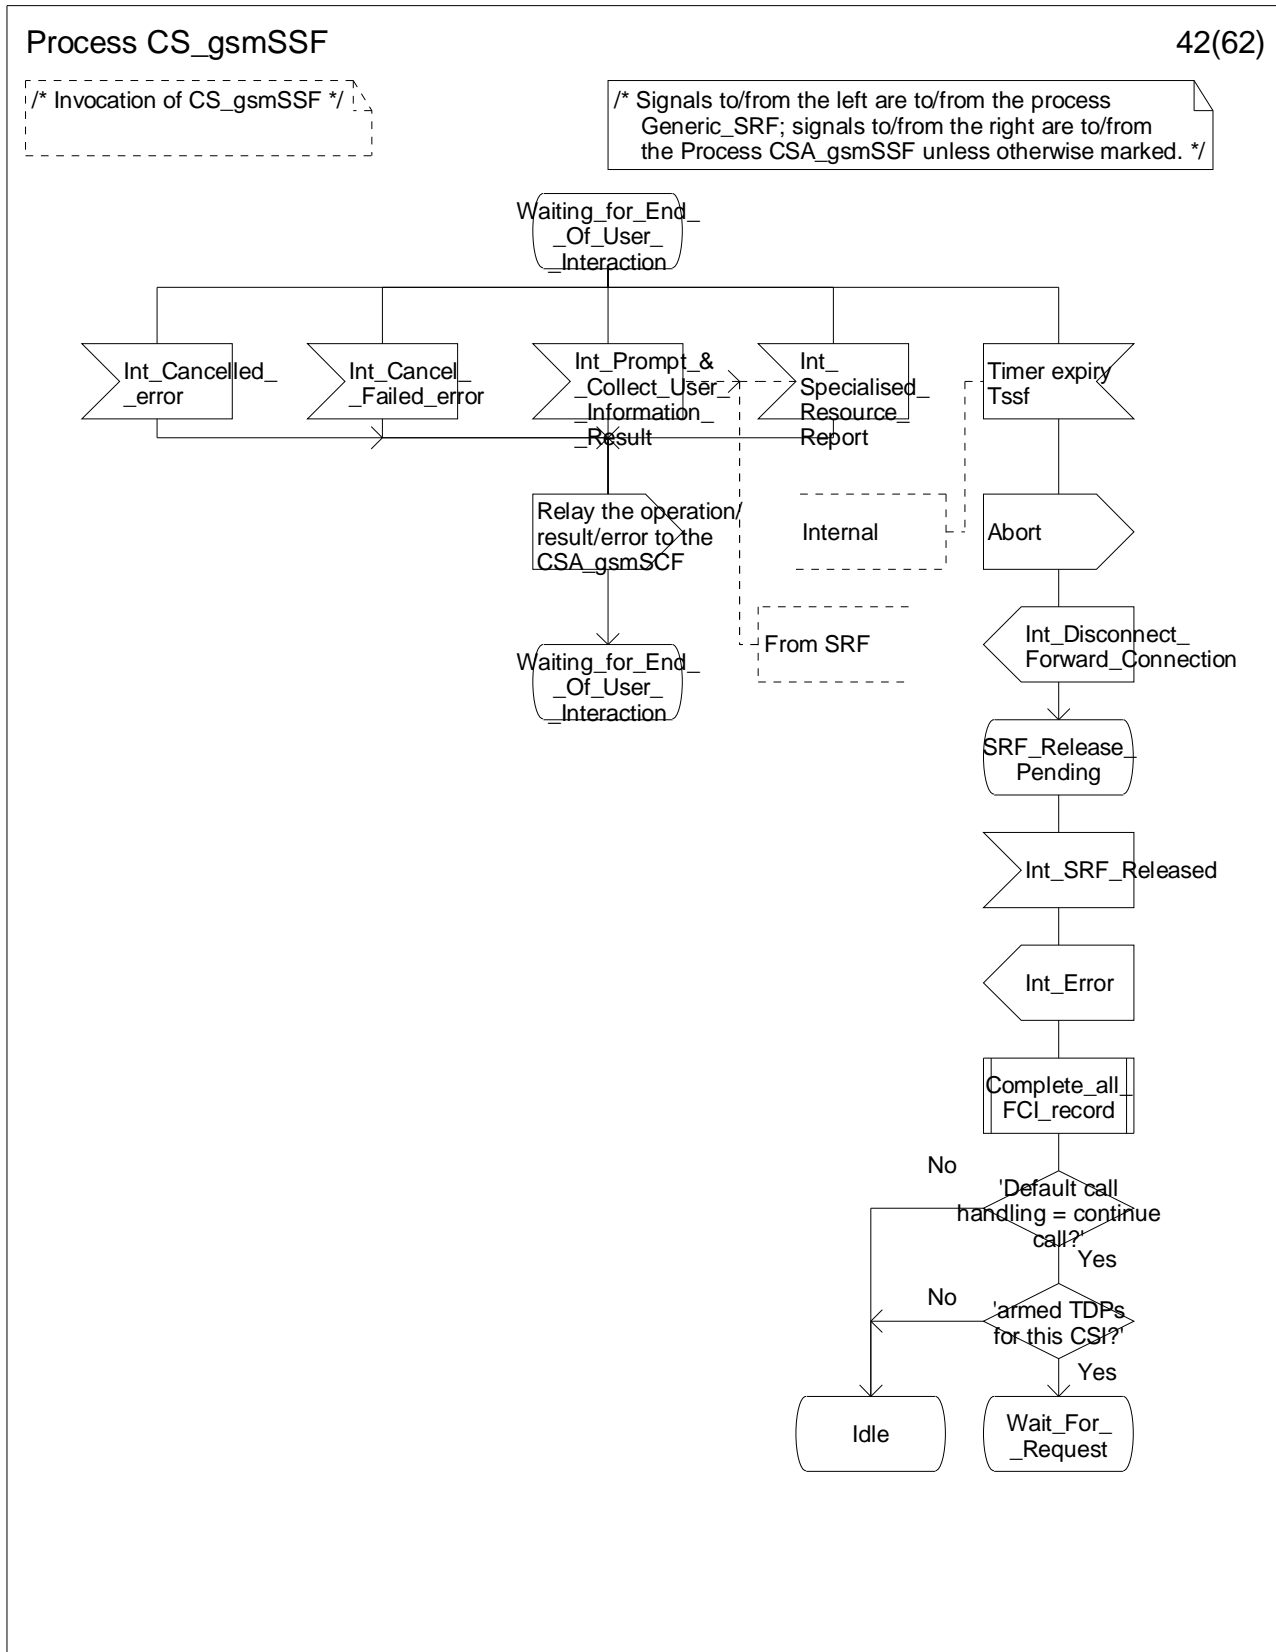 Process CS_gsmSSF
42(62)
/* Invocation of CS_gsmSSF */
/* Signals to/from the left are to/from the process
Generic_SRF; signals to/from the right are to/from
the Process CSA_gsmSSF unless otherwise marked. */
Waiting_for_End_
_Of_User_
_Interaction
Int_Cancelled_
_error
Int_Cancel_
_Failed_error
Int_Prompt_&
_Collect_User_
_Information_
_Result
Int_
Specialised_
Resource_
Report
Timer expiry
Tssf
Relay the operation/
result/error to the
CSA_gsmSCF
Internal
Abort
From SRF
Int_Disconnect_
Forward_Connection
Waiting_for_End_
_Of_User_
_Interaction
SRF_Release_
Pending
Int_SRF_Released
Int_Error
Complete_all_
FCI_record
No
'Default call
handling = continue
call?'
Yes
No
'armed TDPs
for this CSI?'
Yes
Idle
Wait_For_
_Request